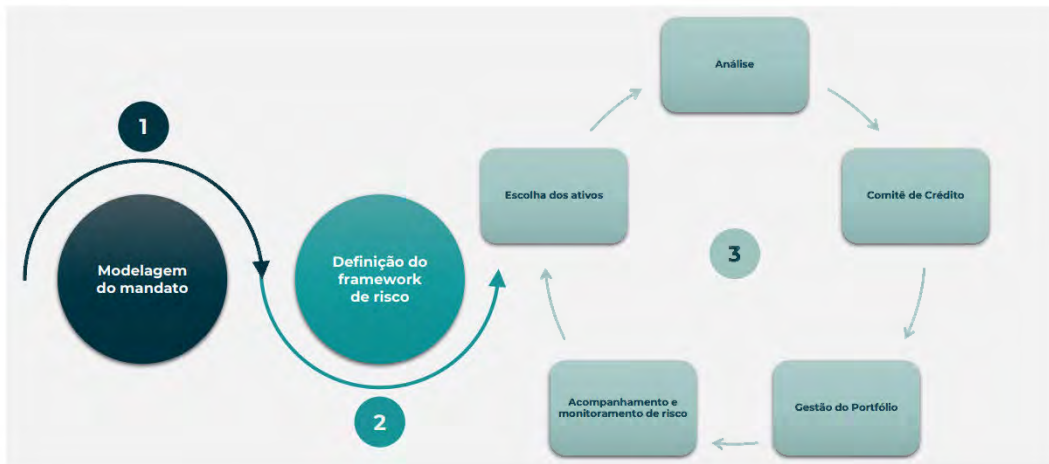 1
Modelagem
do mandato
Definição do
framework
de risco
2
3
Escolha dos ativos
Análise
Comitê de Crédito
Gestão do Portfólio
Acompanhamento e
monitoramento de risco